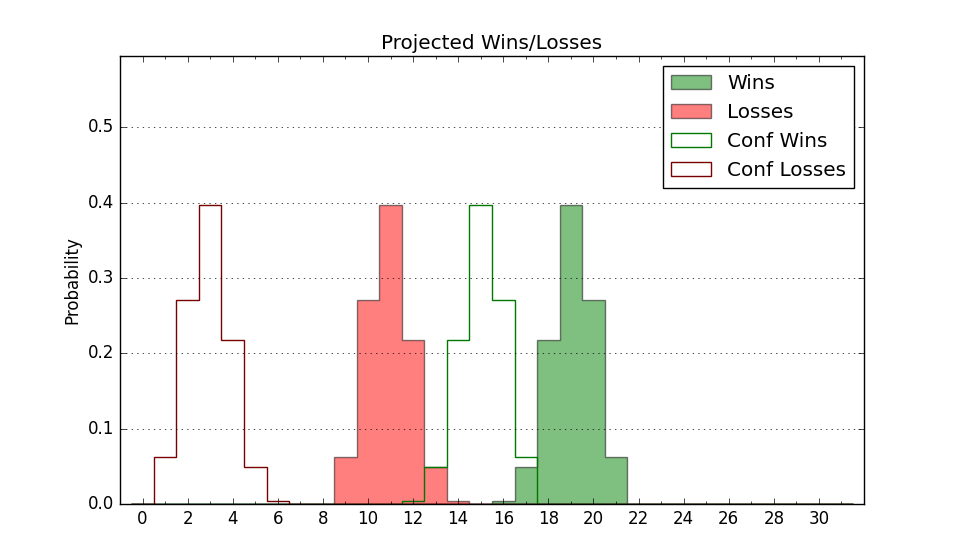 Projected Wins/Losses
Wins
Losses
Conf Wins
Conf Losses
Probability
0.5
0.4
0.3
0.2
0.1
0.0
0 2 4 6 8 10 12 14 16 18 20 22 24 26 28 30